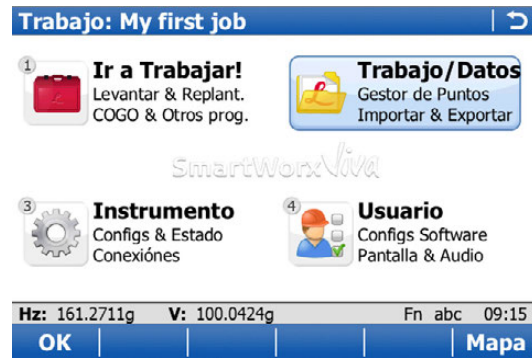 Trabajo: My first job
1
Ir a Trabajar!
Levantar & Replant.
COGO & Otros prog.
Trabajo/Datos
Gestor de Puntos
Importar & Exportar
SmartWorx Viva
3
Instrumento
Configs & Estado
Conexiónes
4
Usuario
Configs Software
Pantalla & Audio
Hz: 161.2711g V: 100.0424g Fn abc 09:15
OK Mapa